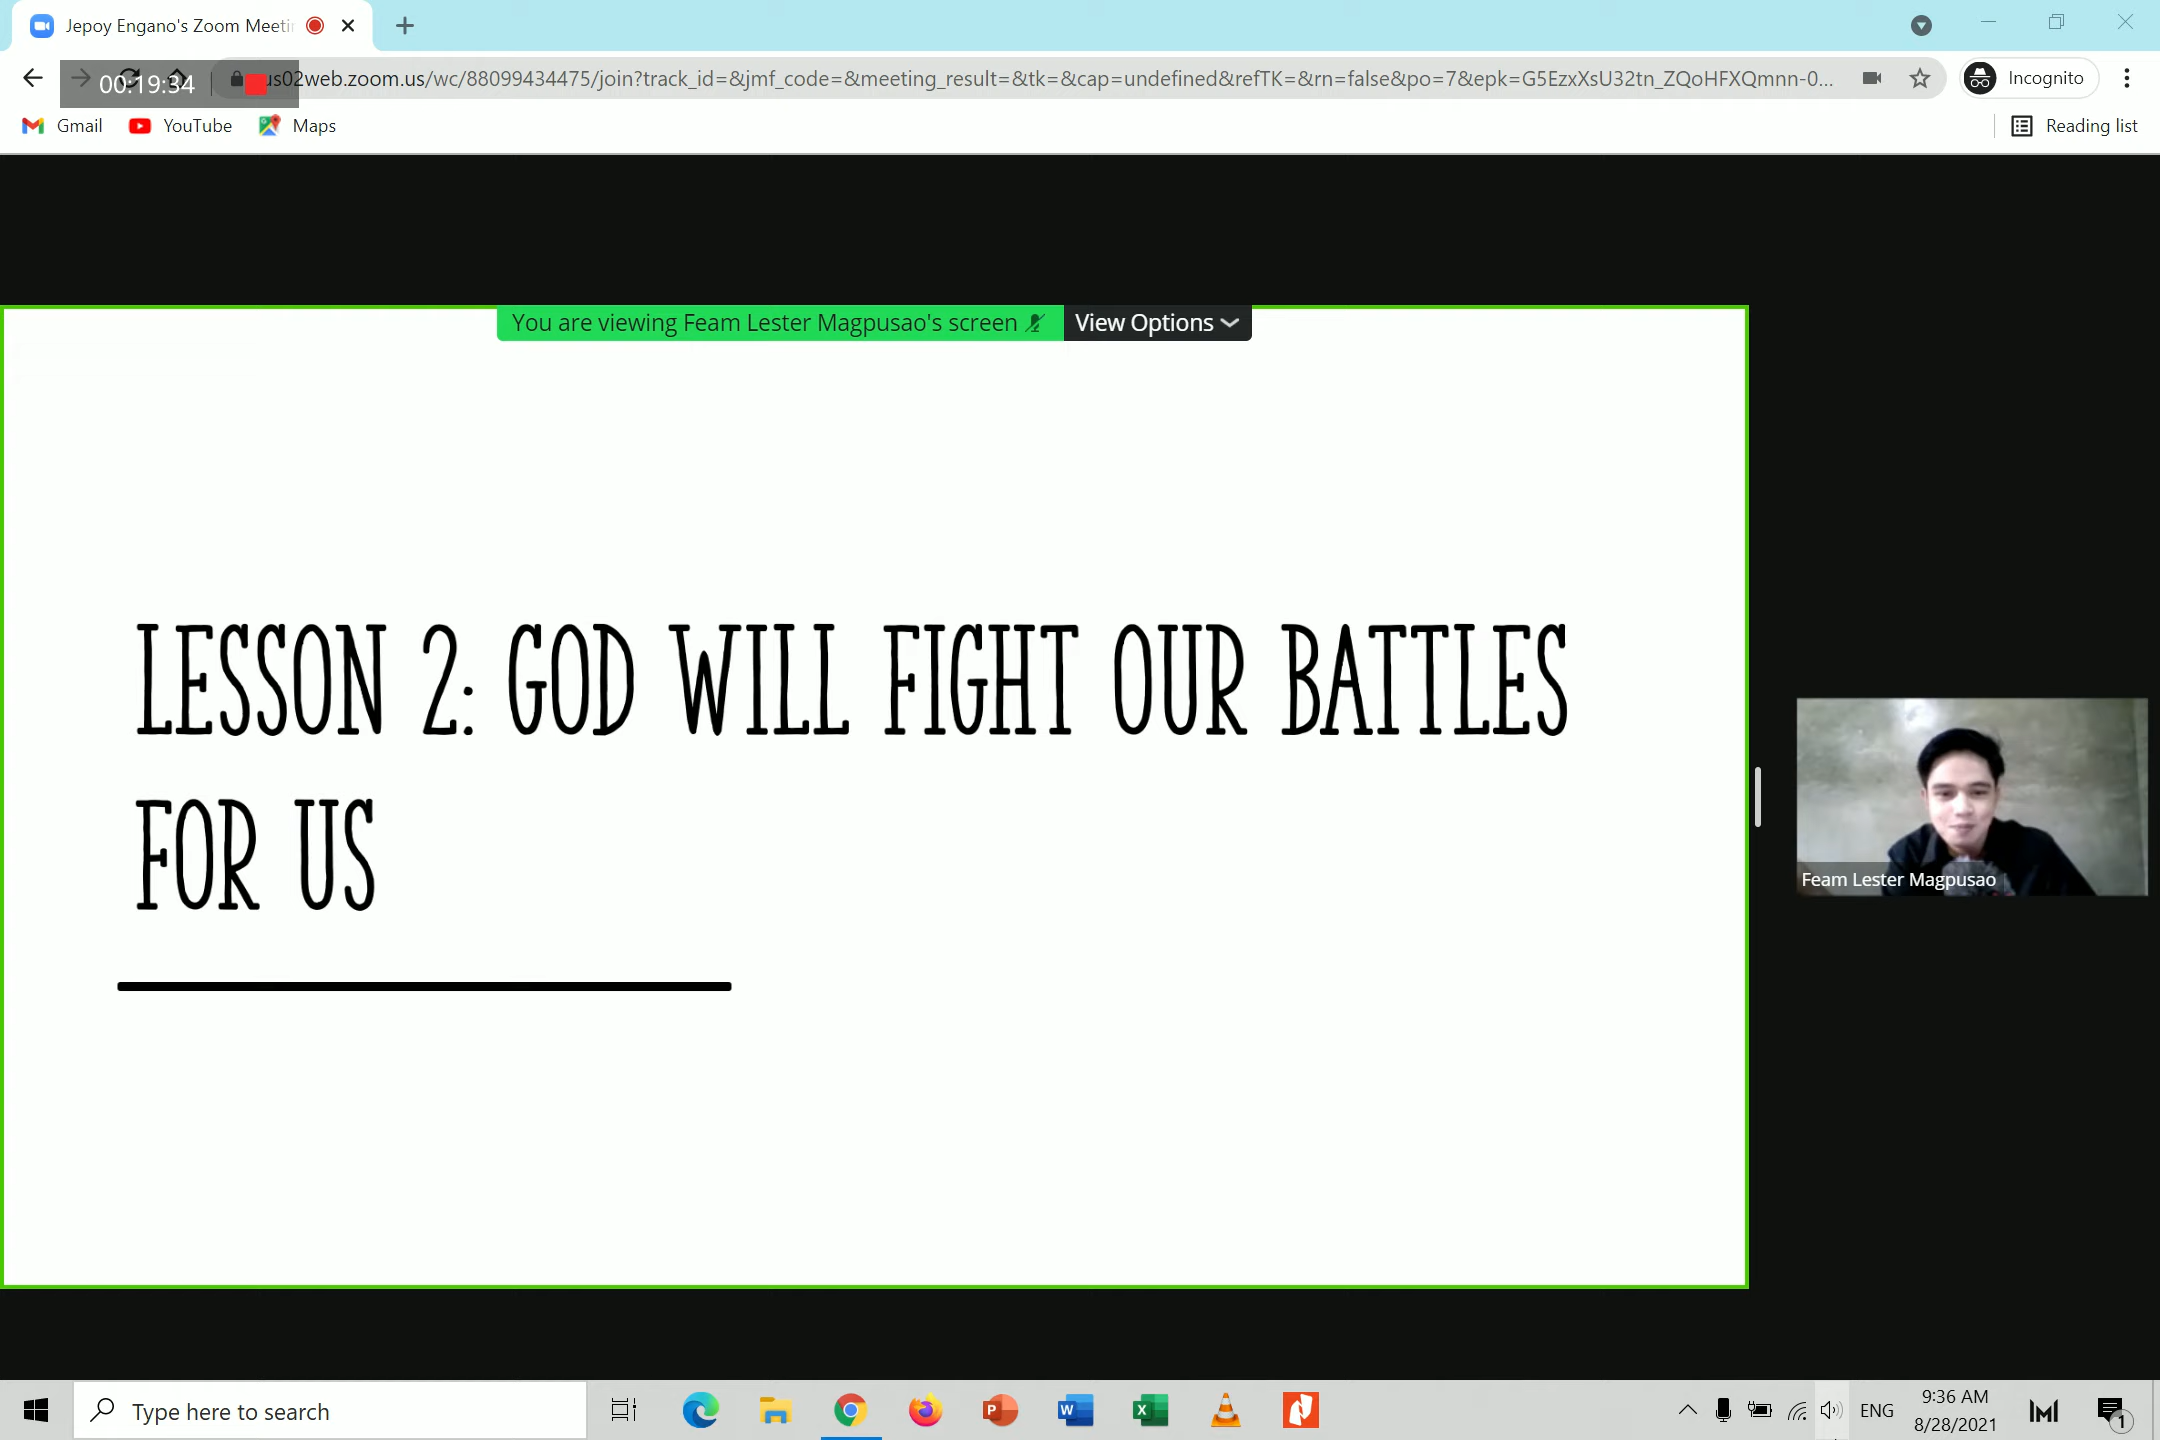 Jepoy Engano's Zoom Meeti
00:19:34
us02web.zoom.us/wc/88099434475/join?track_id=&jmf_code=&meeting_result=&tk=&cap=undefined&refTK=&rn=false&po=7&epk=G5EzxXsU32tn_ZQoHFXQmnn-0...
Incognito
Gmail
YouTube
Maps
Reading list
You are viewing Feam Lester Magpusao's screen
View Options
LESSON 2: GOD WILL FIGHT OUR BATTLES
FOR US
Feam Lester Magpusao
Type here to search
ENG
9:36 AM
8/28/2021
1